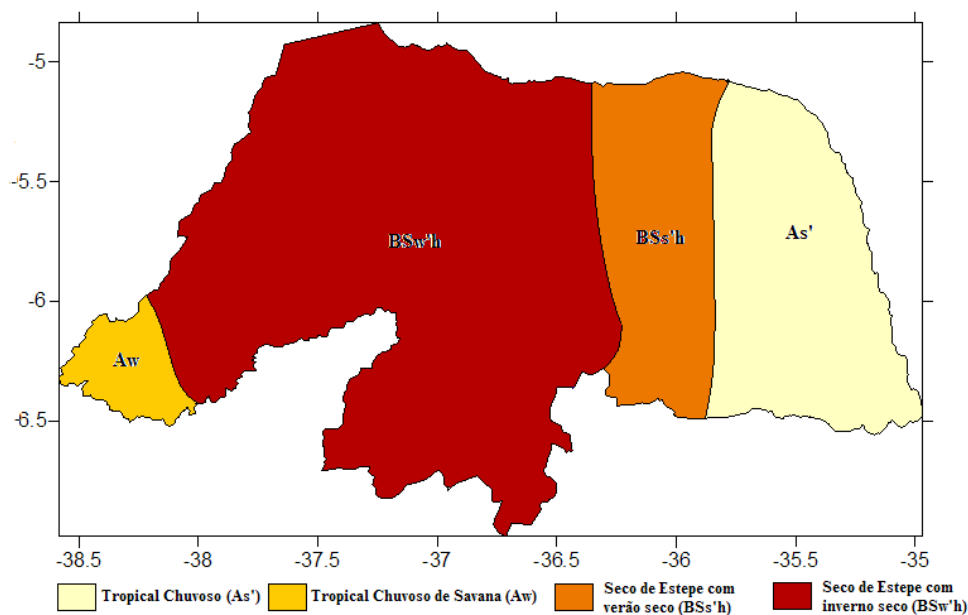 -5
-5.5
-6
-6.5
BSw'h
BSs'h
As'
Aw
-38.5 -38 -37.5 -37 -36.5 -36 -35.5 -35
Tropical Chuvoso (As')
Tropical Chuvoso de Savana (Aw)
Seco de Estepe com
verão seco (BSs'h)
Seco de Estepe com
inverno seco (BSw'h)